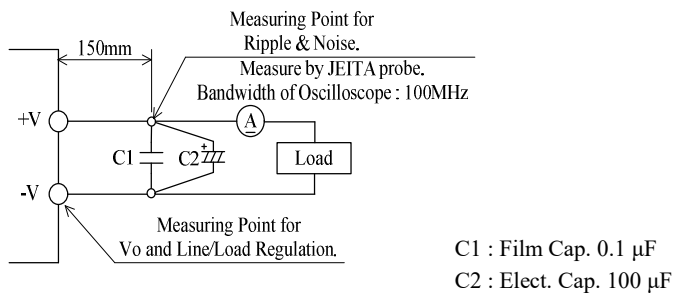 Measuring Point for
Ripple & Noise.
150mm
Measure by JEITA probe.
Bandwidth of Oscilloscope : 100MHz
+V
A
C1
C2
+
Load
-V
Measuring Point for
Vo and Line/Load Regulation.
C1 : Film Cap. 0.1 μF
C2 : Elect. Cap. 100 μF